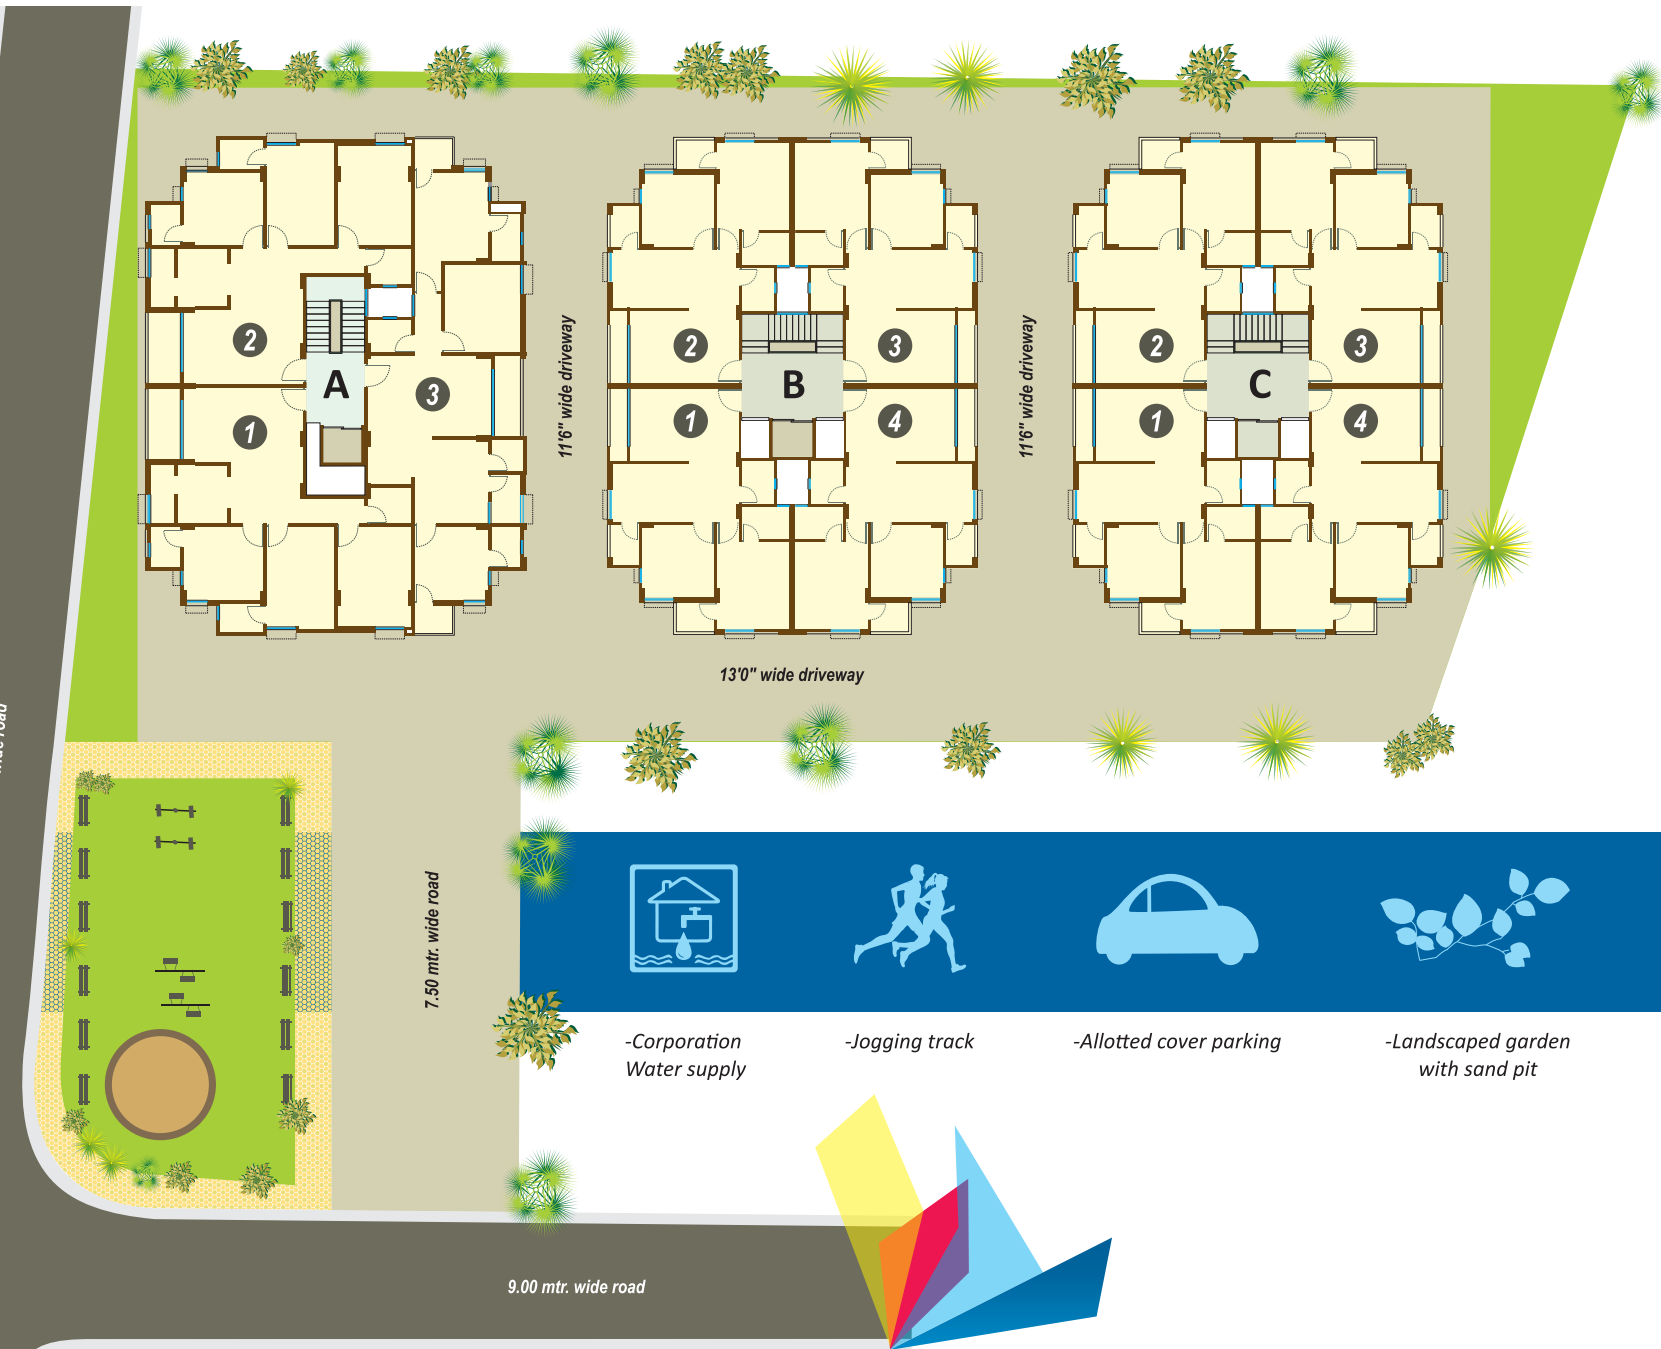 2
A
3
1
11'6" wide driveway
2
B
3
1
4
11'6" wide driveway
2
C
3
1
4
13'0" wide driveway
road
7.50 mtr. wide road
-Corporation
Water supply
-Jogging track
-Allotted cover parking
-Landscaped garden
with sand pit
9.00 mtr. wide road